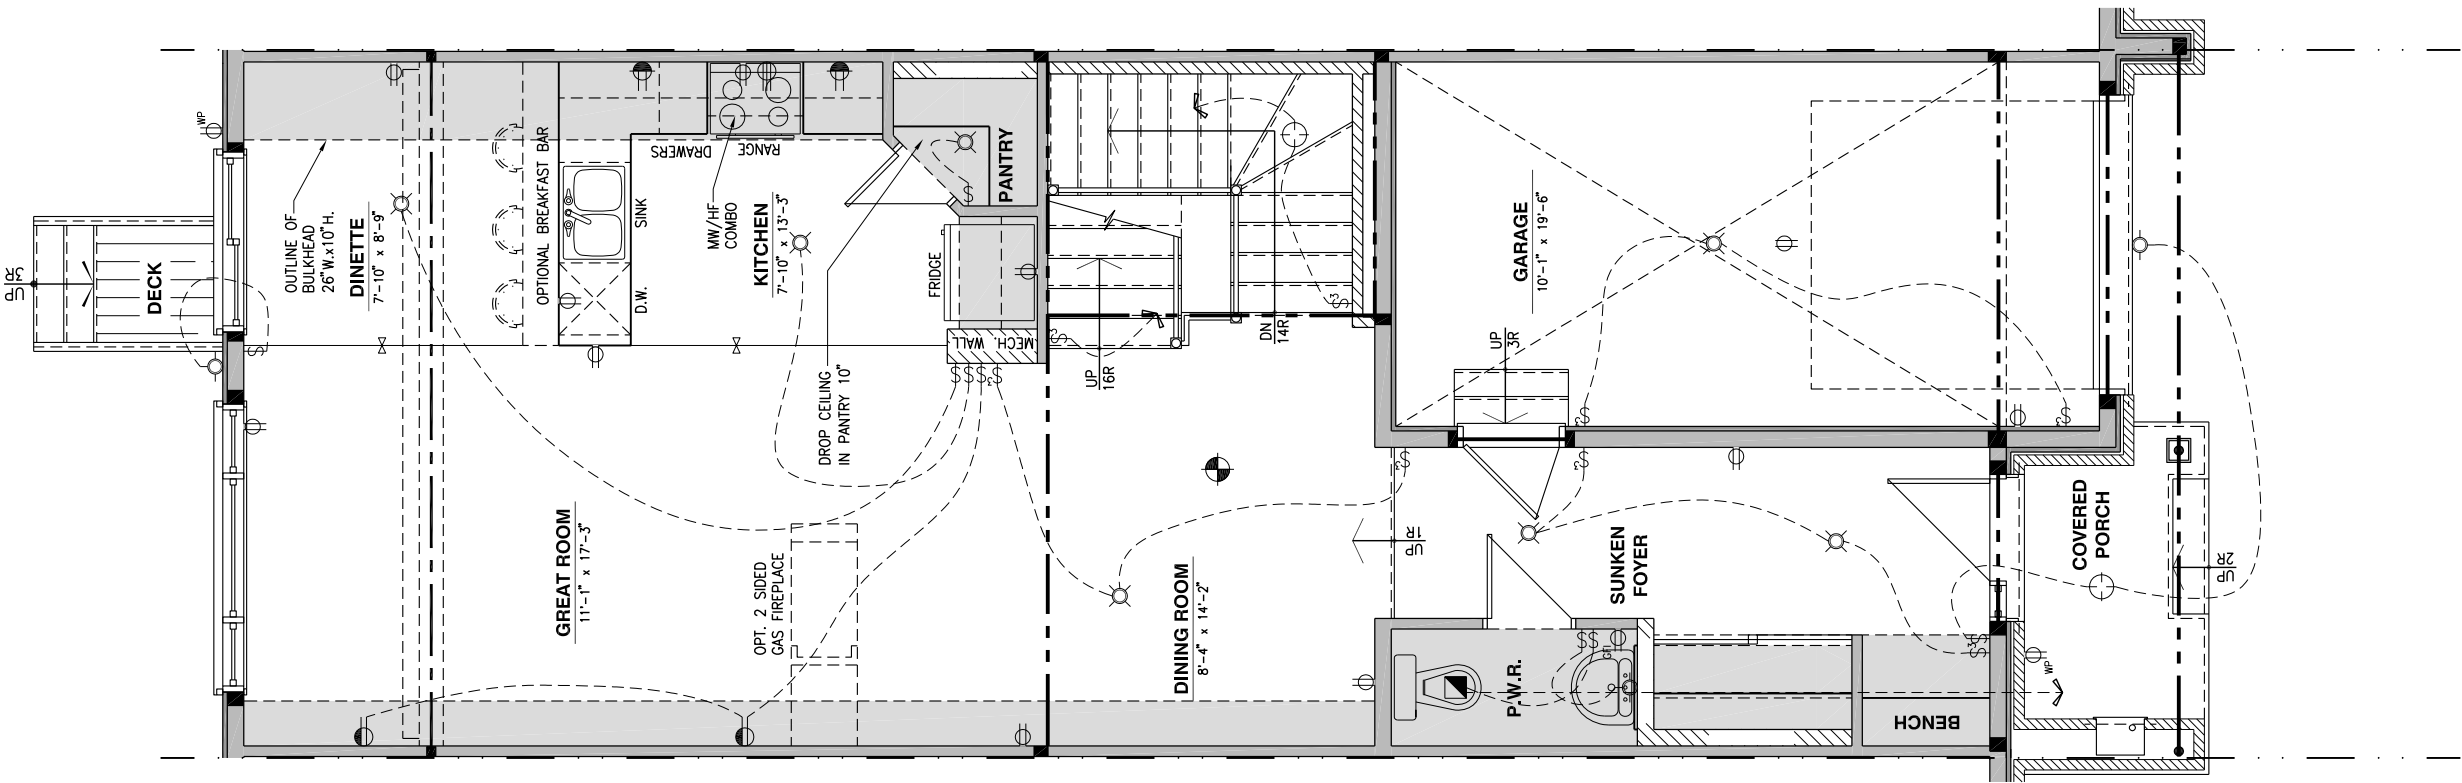 UP
3R
DECK
WP
OUTLINE OF
BULKHEAD
26"W.x10"H.
DINETTE
7'-10" x 8'-9"
OPTIONAL BREAKFAST BAR
SINK
D.W.
DRAWERS
RANGE
MW/HF
COMBO
KITCHEN
7'-10" x 13'-3"
PANTRY
FRIDGE
MECH. WALL
DROP CEILING
IN PANTRY 10"
GREAT ROOM
11'-1" x 17'-3"
OPT. 2 SIDED
GAS FIREPLACE
UP
16R
DN
14R
DINING ROOM
8'-4" x 14'-2"
UP
1R
GARAGE
10'-1" x 19'-6"
UP
3R
SUNKEN
FOYER
P.W.R.
GFI
BENCH
COVERED
PORCH
WP
UP
2R